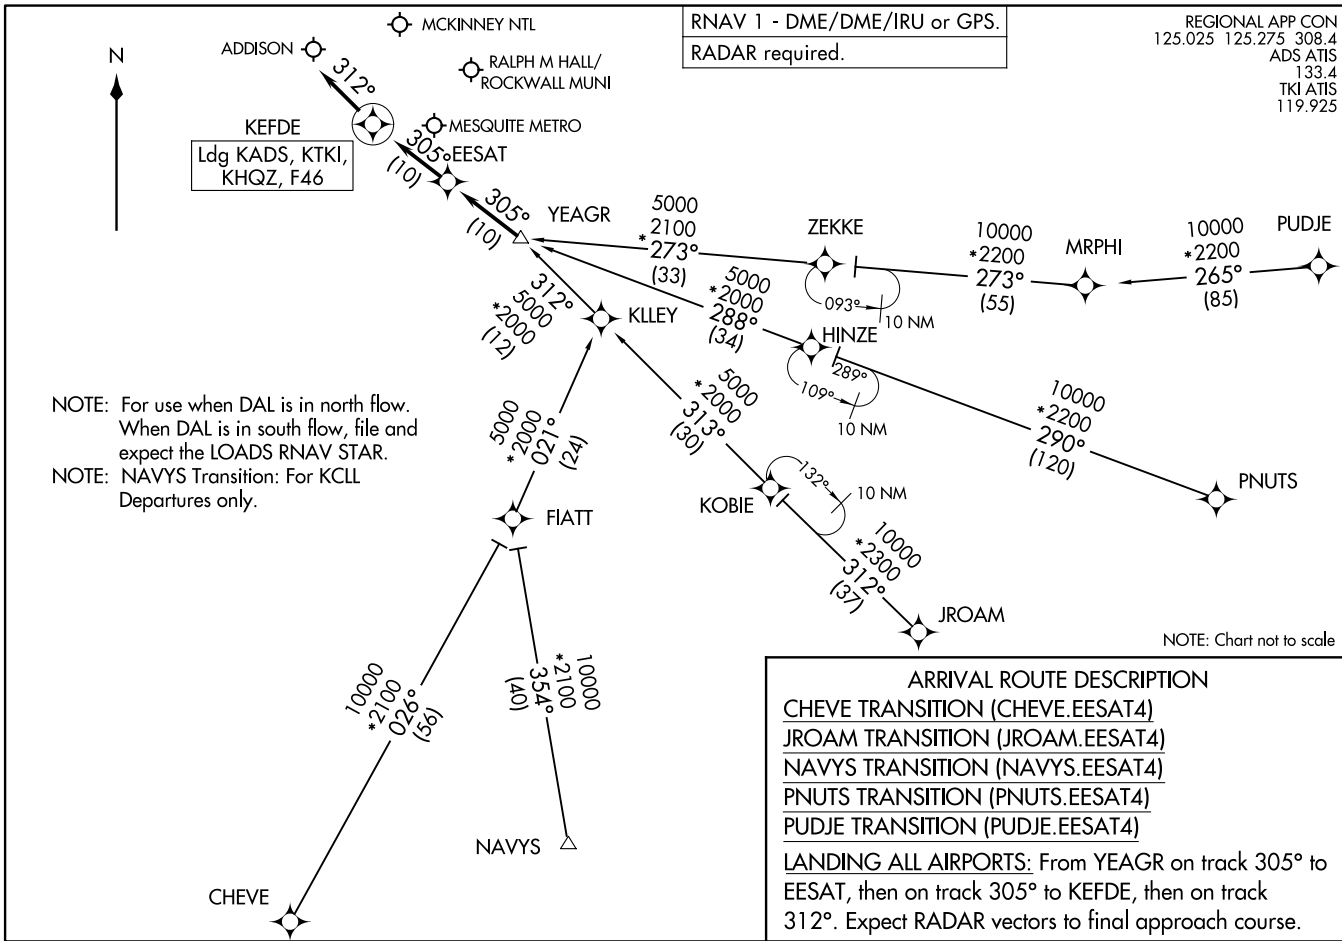 RNAV 1 - DME/DME/IRU or GPS.
RADAR required.
REGIONAL APP CON
125.025 125.275 308.4
ADS ATIS
133.4
TKI ATIS
119.925
N
MCKINNEY NTL
ADDISON
RALPH M HALL/
ROCKWALL MUNI
312°
KEFDE
Ldg KADS, KTKI,
KHQZ, F46
MESQUITE METRO
305°
(10)
EESAT
305°
(10)
YEAGR
5000
*2100
273°
(33)
ZEKKE
093°
10 NM
10000
*2200
273°
(55)
MRPHI
10000
*2200
265°
(85)
PUDJE
312°
5000
*2000
(12)
KLLEY
5000
*2000
288°
(34)
HINZE
289°
109°
10 NM
10000
*2200
290°
(120)
PNUTS
NOTE: For use when DAL is in north flow.
When DAL is in south flow, file and
expect the LOADS RNAV STAR.
NOTE: NAVYS Transition: For KCLL
Departures only.
5000
*2000
021°
(24)
5000
*2000
313°
(30)
KOBIE
132°
10 NM
10000
*2300
312°
(37)
JROAM
FIATT
10000
*2100
026°
(56)
10000
*2100
354°
(40)
NAVYS
CHEVE
NOTE: Chart not to scale
ARRIVAL ROUTE DESCRIPTION
CHEVE TRANSITION (CHEVE.EESAT4)
JROAM TRANSITION (JROAM.EESAT4)
NAVYS TRANSITION (NAVYS.EESAT4)
PNUTS TRANSITION (PNUTS.EESAT4)
PUDJE TRANSITION (PUDJE.EESAT4)
LANDING ALL AIRPORTS: From YEAGR on track 305° to
EESAT, then on track 305° to KEFDE, then on track
312°. Expect RADAR vectors to final approach course.